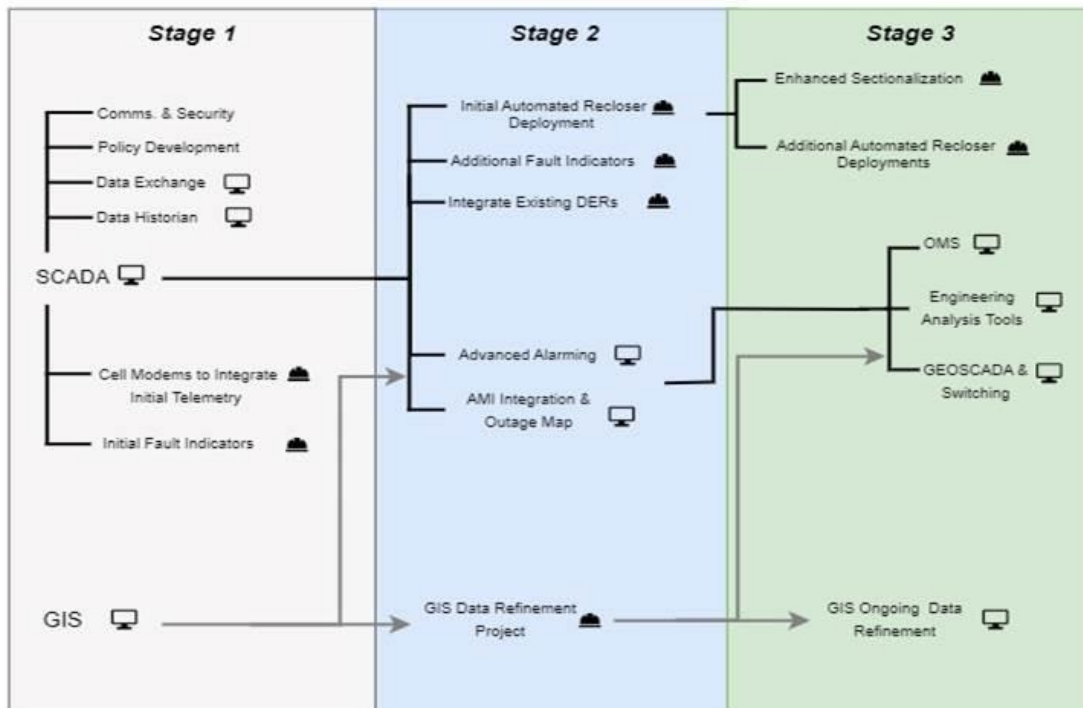 Stage 1
Comms. & Security
Policy Development
Data Exchange
Data Historian
SCADA
Cell Modems to Integrate
Initial Telemetry
Initial Fault Indicators
GIS
Stage 2
Initial Automated Recloser
Deployment
Additional Fault Indicators
Integrate Existing DERs
Advanced Alarming
AMI Integration &
Outage Map
GIS Data Refinement
Project
Stage 3
Enhanced Sectionalization
Additional Automated Recloser
Deployments
OMS
Engineering
Analysis Tools
GEOSCADA &
Switching
GIS Ongoing Data
Refinement